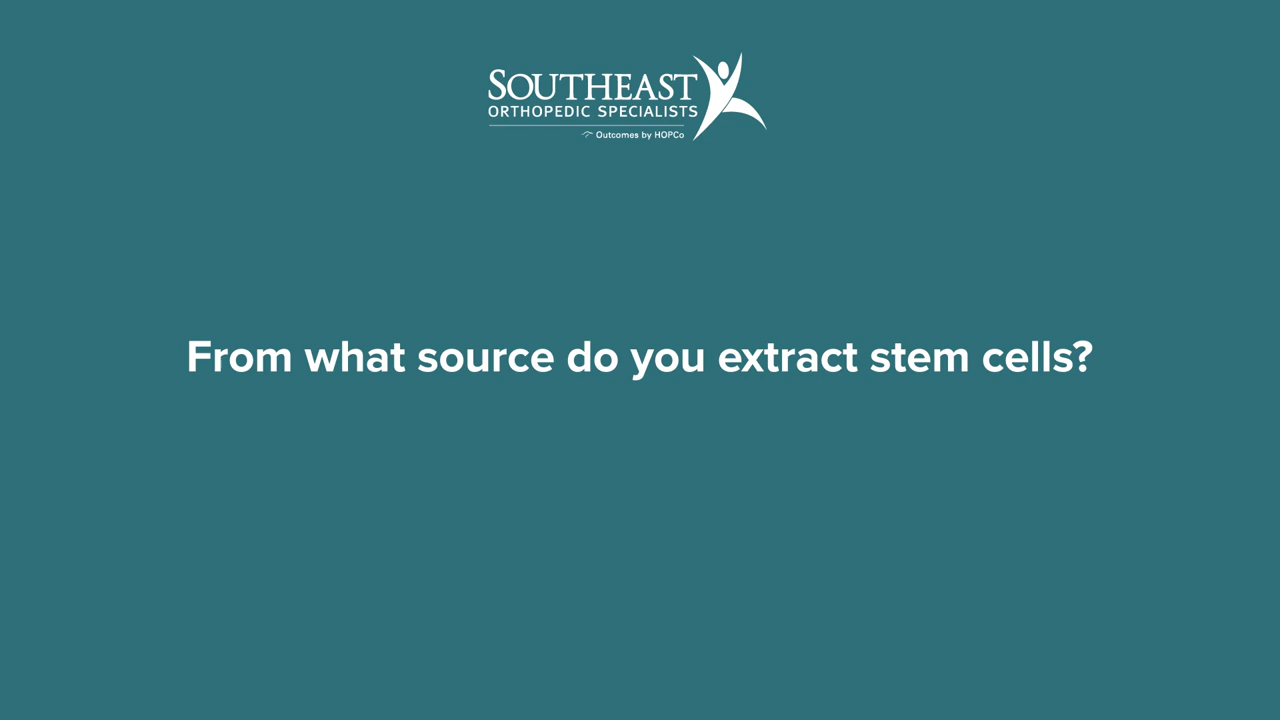 SOUTHEAST
ORTHOPEDIC SPECIALISTS
Outcomes by HOPCo
From what source do you extract stem cells?